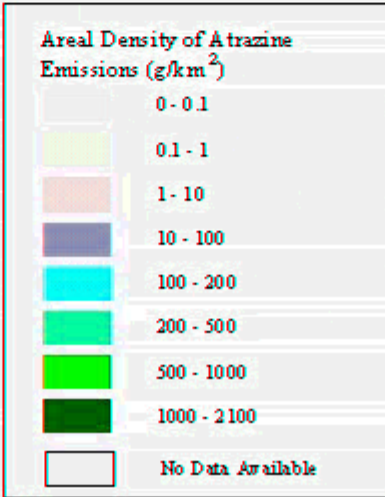 Areal Density of Atrazine
Emissions (g/km²)
0 - 0.1
0.1 - 1
1 - 10
10 - 100
100 - 200
200 - 500
500 - 1000
1000 - 2100
No Data Available